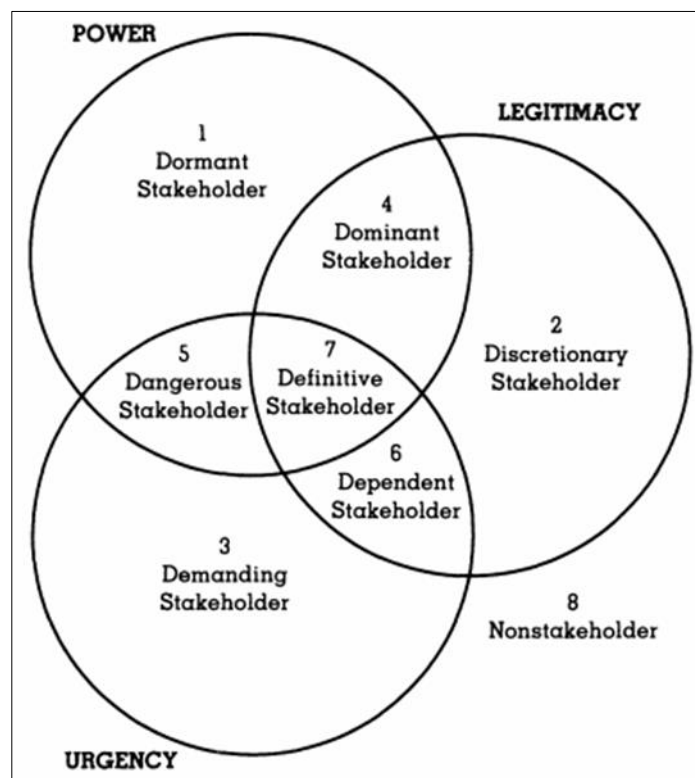 POWER
LEGITIMACY
1
Dormant
Stakeholder
4
Dominant
Stakeholder
2
Discretionary
Stakeholder
5
Dangerous
Stakeholder
7
Definitive
Stakeholder
6
Dependent
Stakeholder
3
Demanding
Stakeholder
8
Nonstakeholder
URGENCY